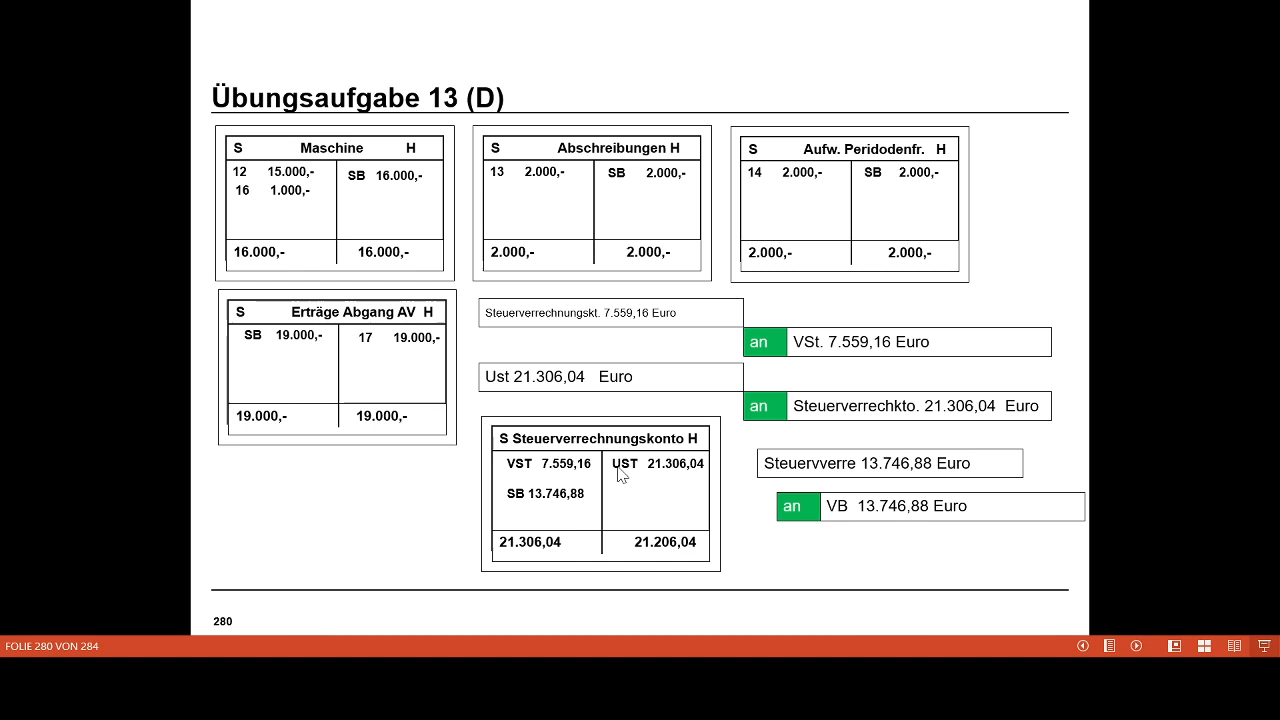 Übungsaufgabe 13 (D)
S Maschine H
12 15.000,- SB 16.000,-
16 1.000,-
16.000,- 16.000,-
S Abschreibungen H
13 2.000,- SB 2.000,-
2.000,- 2.000,-
S Aufw. Peridodenfr. H
14 2.000,- SB 2.000,-
2.000,- 2.000,-
S Erträge Abgang AV H
SB 19.000,- 17 19.000,-
19.000,- 19.000,-
Steuerverrechnungskt. 7.559,16 Euro
an VSt. 7.559,16 Euro
Ust 21.306,04 Euro
an Steuerverrechkto. 21.306,04 Euro
S Steuerverrechnungskonto H
VST 7.559,16 UST 21.306,04
SB 13.746,88
21.306,04 21.206,04
Steuervverre 13.746,88 Euro
an VB 13.746,88 Euro
280
FOLIE 280 VON 284